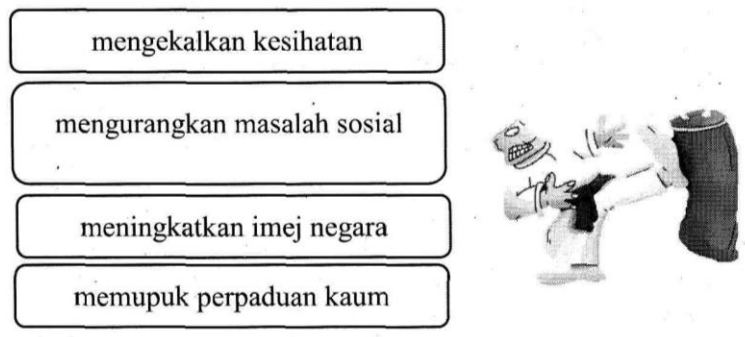 mengekalkan kesihatan
mengurangkan masalah sosial
meningkatkan imej negara
memupuk perpaduan kaum